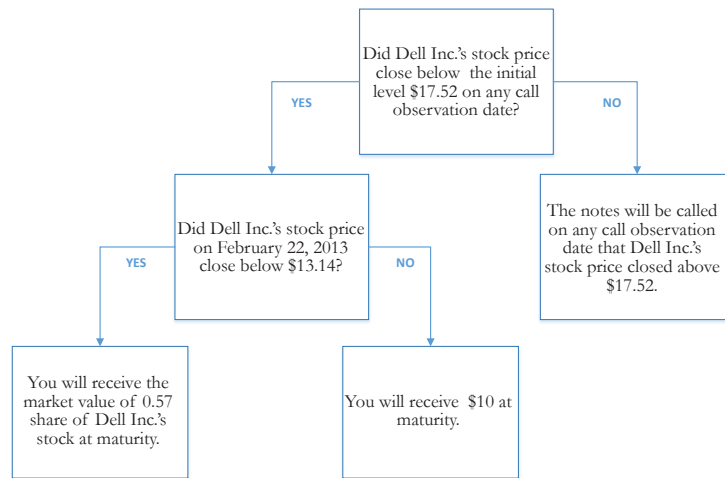 Did Dell Inc.'s stock price
close below the initial
level $17.52 on any call
observation date?
YES
NO
Did Dell Inc.'s stock price
on February 22, 2013
close below $13.14?
The notes will be called
on any call observation
date that Dell Inc.'s
stock price closed above
$17.52.
YES
NO
You will receive the
market value of 0.57
share of Dell Inc.'s
stock at maturity.
You will receive $10 at
maturity.